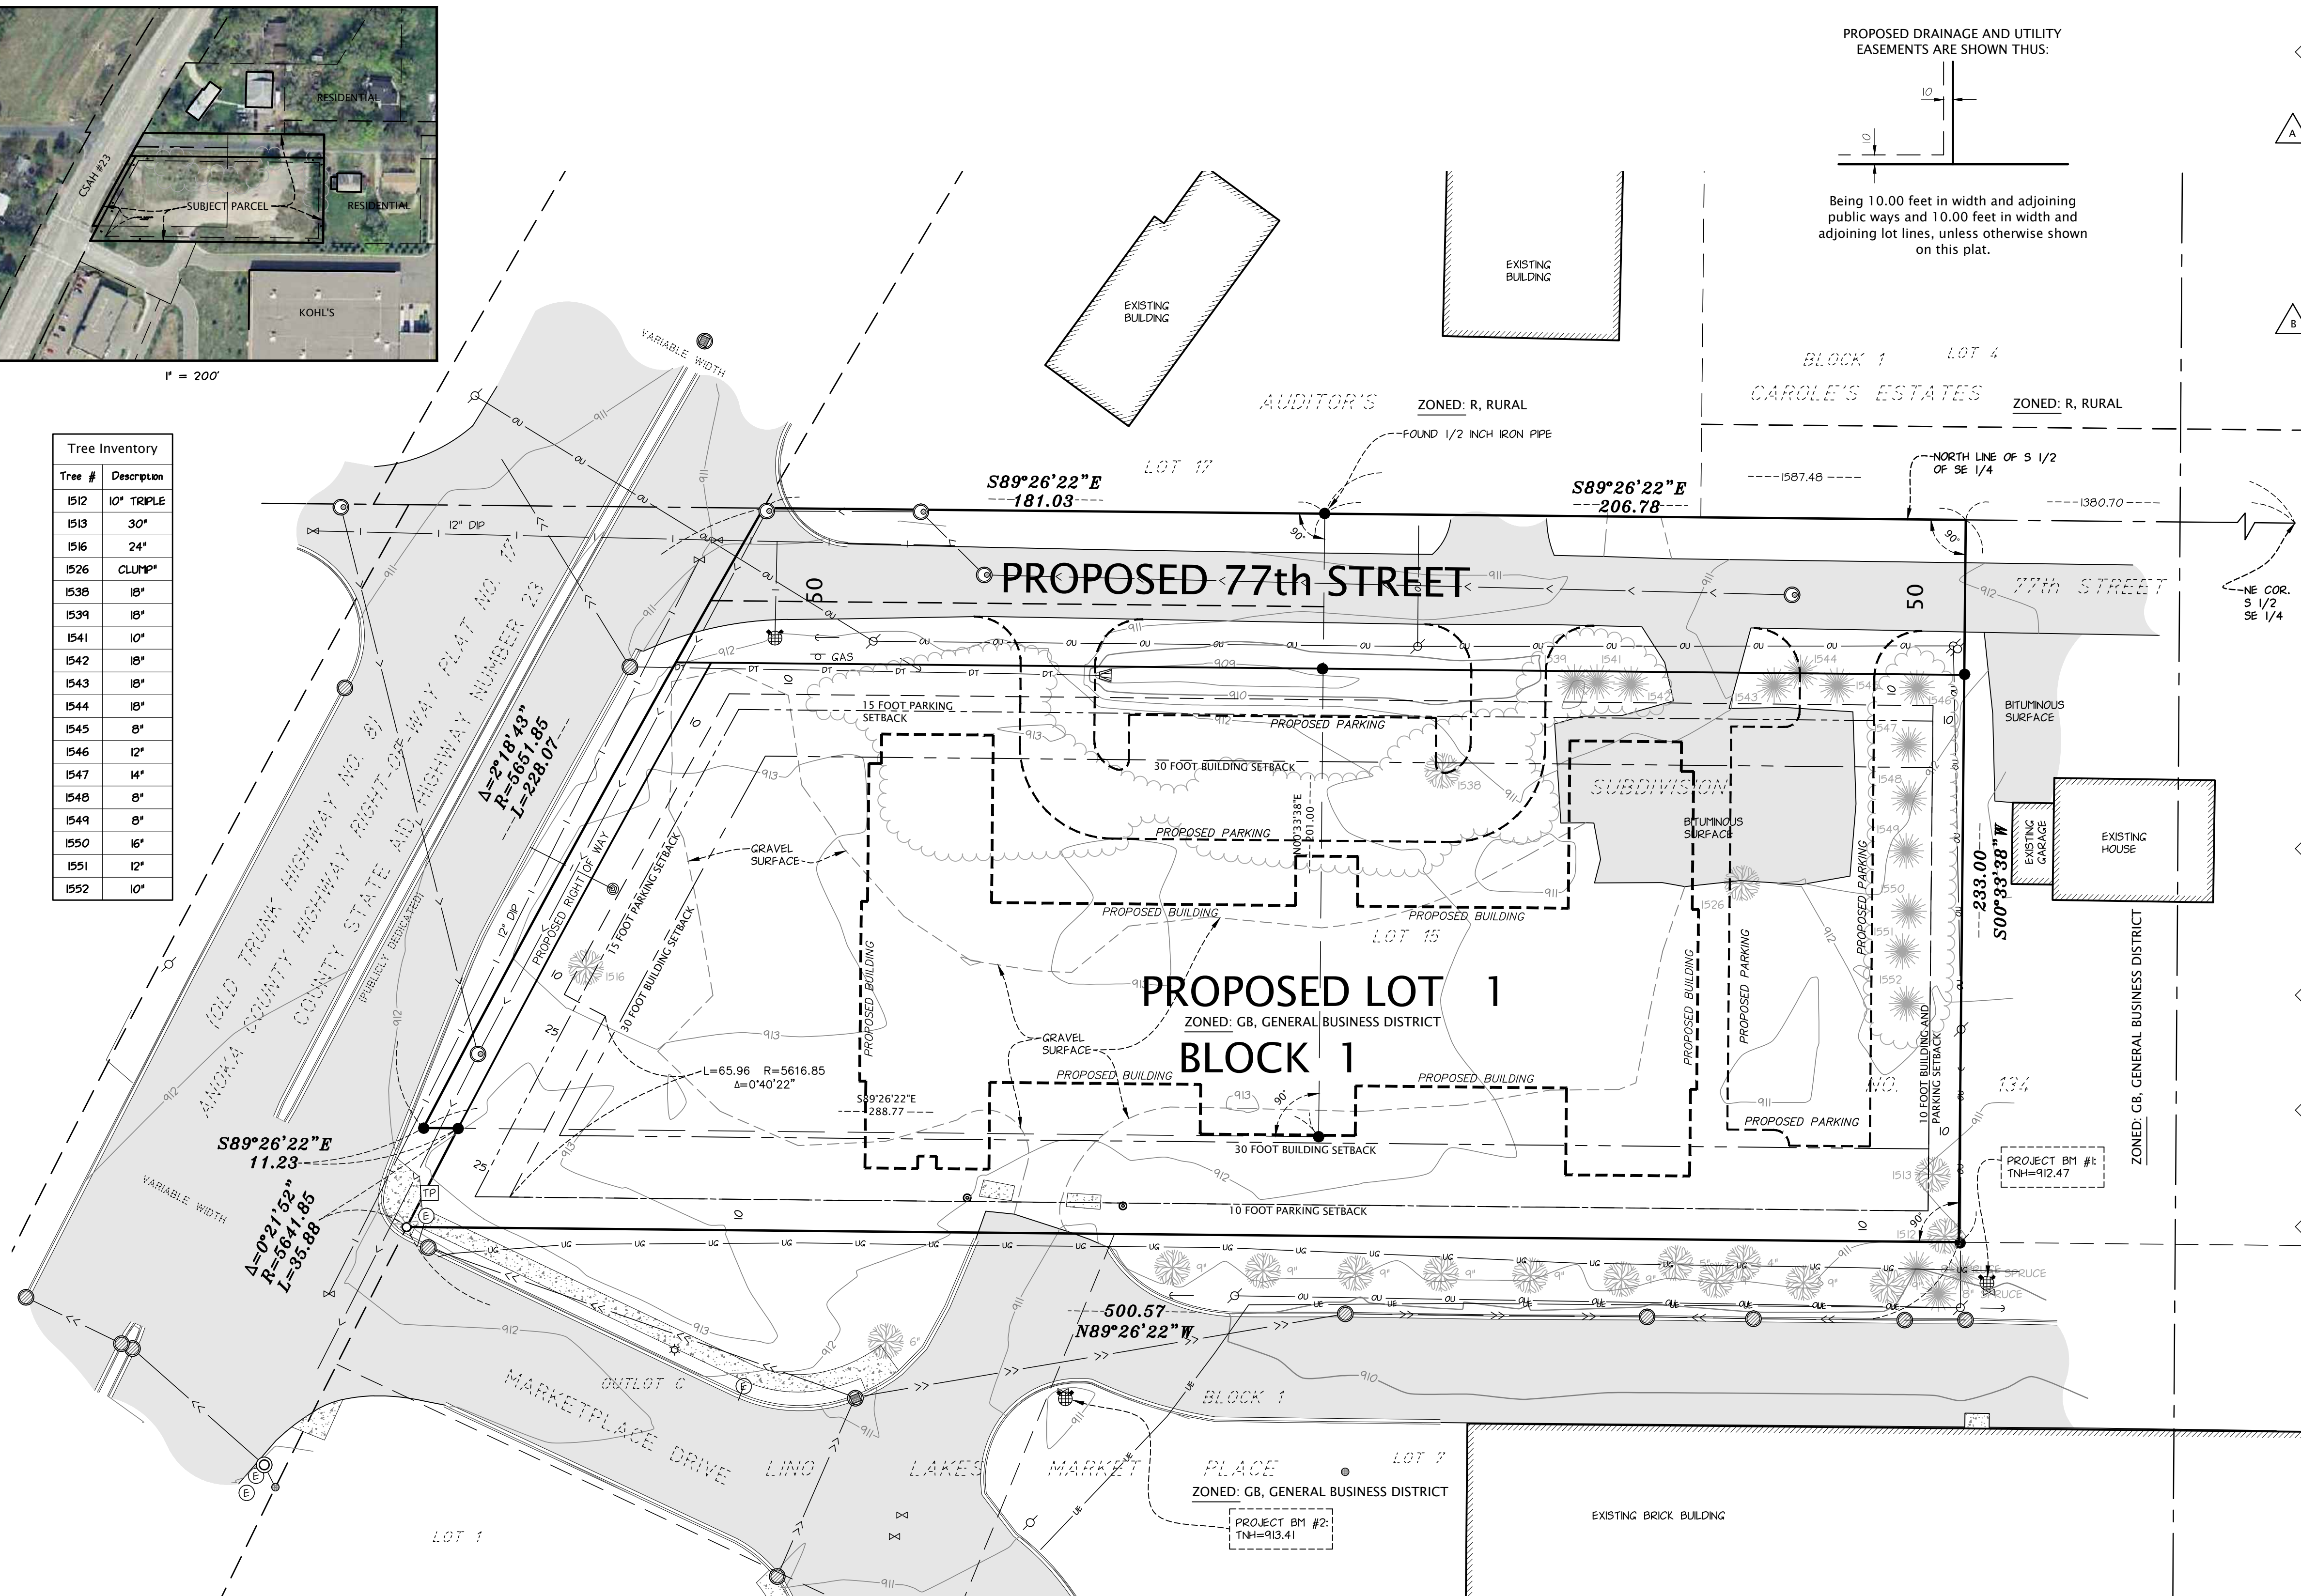 RESIDENTIAL
CSAH #23
SUBJECT PARCEL
RESIDENTIAL
KOHL'S
1" = 200'
PROPOSED DRAINAGE AND UTILITY
EASEMENTS ARE SHOWN THUS:
10
10
Being 10.00 feet in width and adjoining
public ways and 10.00 feet in width and
adjoining lot lines, unless otherwise shown
on this plat.
A
B
Tree Inventory
Tree # Description
1512 10" TRIPLE
1513 30"
1516 24"
1526 CLUMP"
1538 18"
1539 18"
1541 10"
1542 18"
1543 18"
1544 18"
1545 8"
1546 12"
1547 14"
1548 8"
1549 8"
1550 16"
1551 12"
1552 10"
VARIABLE WIDTH
EXISTING
BUILDING
EXISTING
BUILDING
AUDITOR'S
ZONED: R, RURAL
BLOCK 1 LOT 4
CAROLE'S ESTATES
ZONED: R, RURAL
FOUND 1/2 INCH IRON PIPE
LOT 17
S89°26'22"E
181.03
S89°26'22"E
206.78
1587.48
NORTH LINE OF S 1/2
OF SE 1/4
1380.70
NE COR.
S 1/2
SE 1/4
12" DIP
90°
90°
PROPOSED 77th STREET
50
50
77th STREET
GAS
15 FOOT PARKING
SETBACK
PROPOSED PARKING
30 FOOT BUILDING SETBACK
PROPOSED PARKING
N00°33'38"E
201.00
SUBDIVISION
BITUMINOUS
SURFACE
BITUMINOUS
SURFACE
EXISTING
GARAGE
EXISTING
HOUSE
233.00
S00°33'38"W
(OLD TRUNK HIGHWAY NO. 8)
ANOKA COUNTY HIGHWAY RIGHT-OF-WAY PLAT NO. 17
COUNTY STATE AID HIGHWAY NUMBER 23
(PUBLICLY DEDICATED)
Δ=2°18'43"
R=5651.85
L=228.07
12" DIP
PROPOSED RIGHT OF WAY
15 FOOT PARKING SETBACK
30 FOOT BUILDING SETBACK
GRAVEL
SURFACE
PROPOSED BUILDING
PROPOSED BUILDING
LOT 15
PROPOSED BUILDING
PROPOSED BUILDING
PROPOSED PARKING
PROPOSED PARKING
PROPOSED LOT 1
ZONED: GB, GENERAL BUSINESS DISTRICT
BLOCK 1
GRAVEL
SURFACE
PROPOSED BUILDING
PROPOSED BUILDING
L=65.96 R=5616.85
Δ=0°40'22"
S89°26'22"E
288.77
90°
30 FOOT BUILDING SETBACK
PROPOSED PARKING
10 FOOT BUILDING AND
PARKING SETBACK
NO. 134
ZONED: GB, GENERAL BUSINESS DISTRICT
PROJECT BM #1:
TNH=912.47
S89°26'22"E
11.23
VARIABLE WIDTH
Δ=0°21'52"
R=5641.85
L=35.88
TP
E
10 FOOT PARKING SETBACK
90°
500.57
N89°26'22"W
SPRUCE
8" SPRUCE
OUTLOT C
MARKETPLACE DRIVE
BLOCK 1
LINO LAKES MARKET PLACE
LOT 7
ZONED: GB, GENERAL BUSINESS DISTRICT
PROJECT BM #2:
TNH=913.41
EXISTING BRICK BUILDING
LOT 1